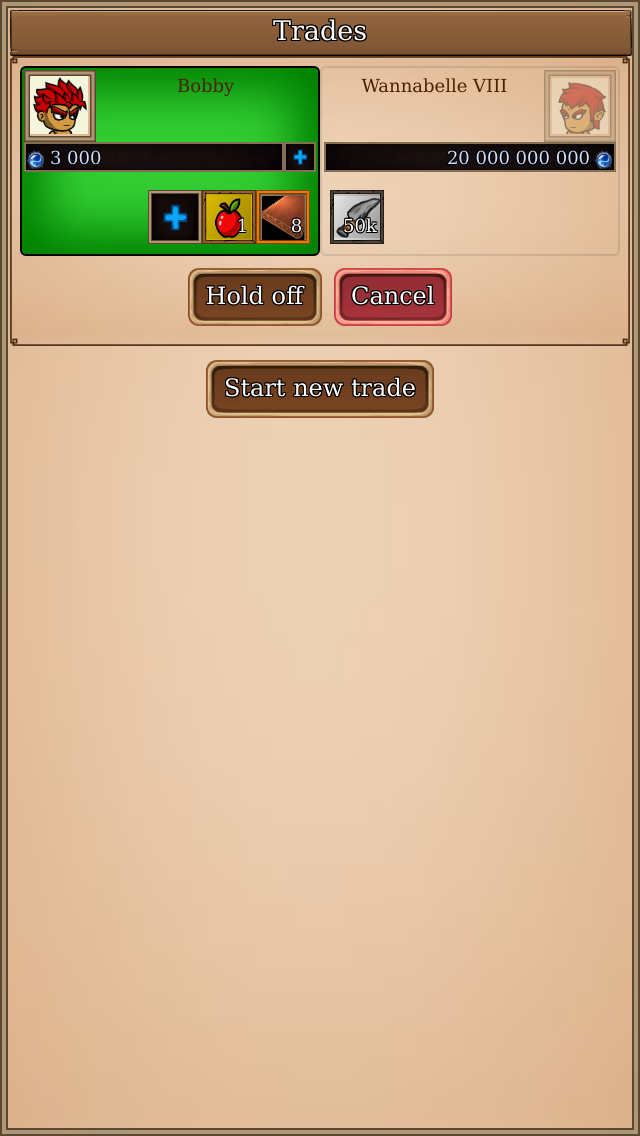 Trades
Bobby
Wannabelle VIII
3 000
20 000 000 000
1
8
50k
Hold off
Cancel
Start new trade